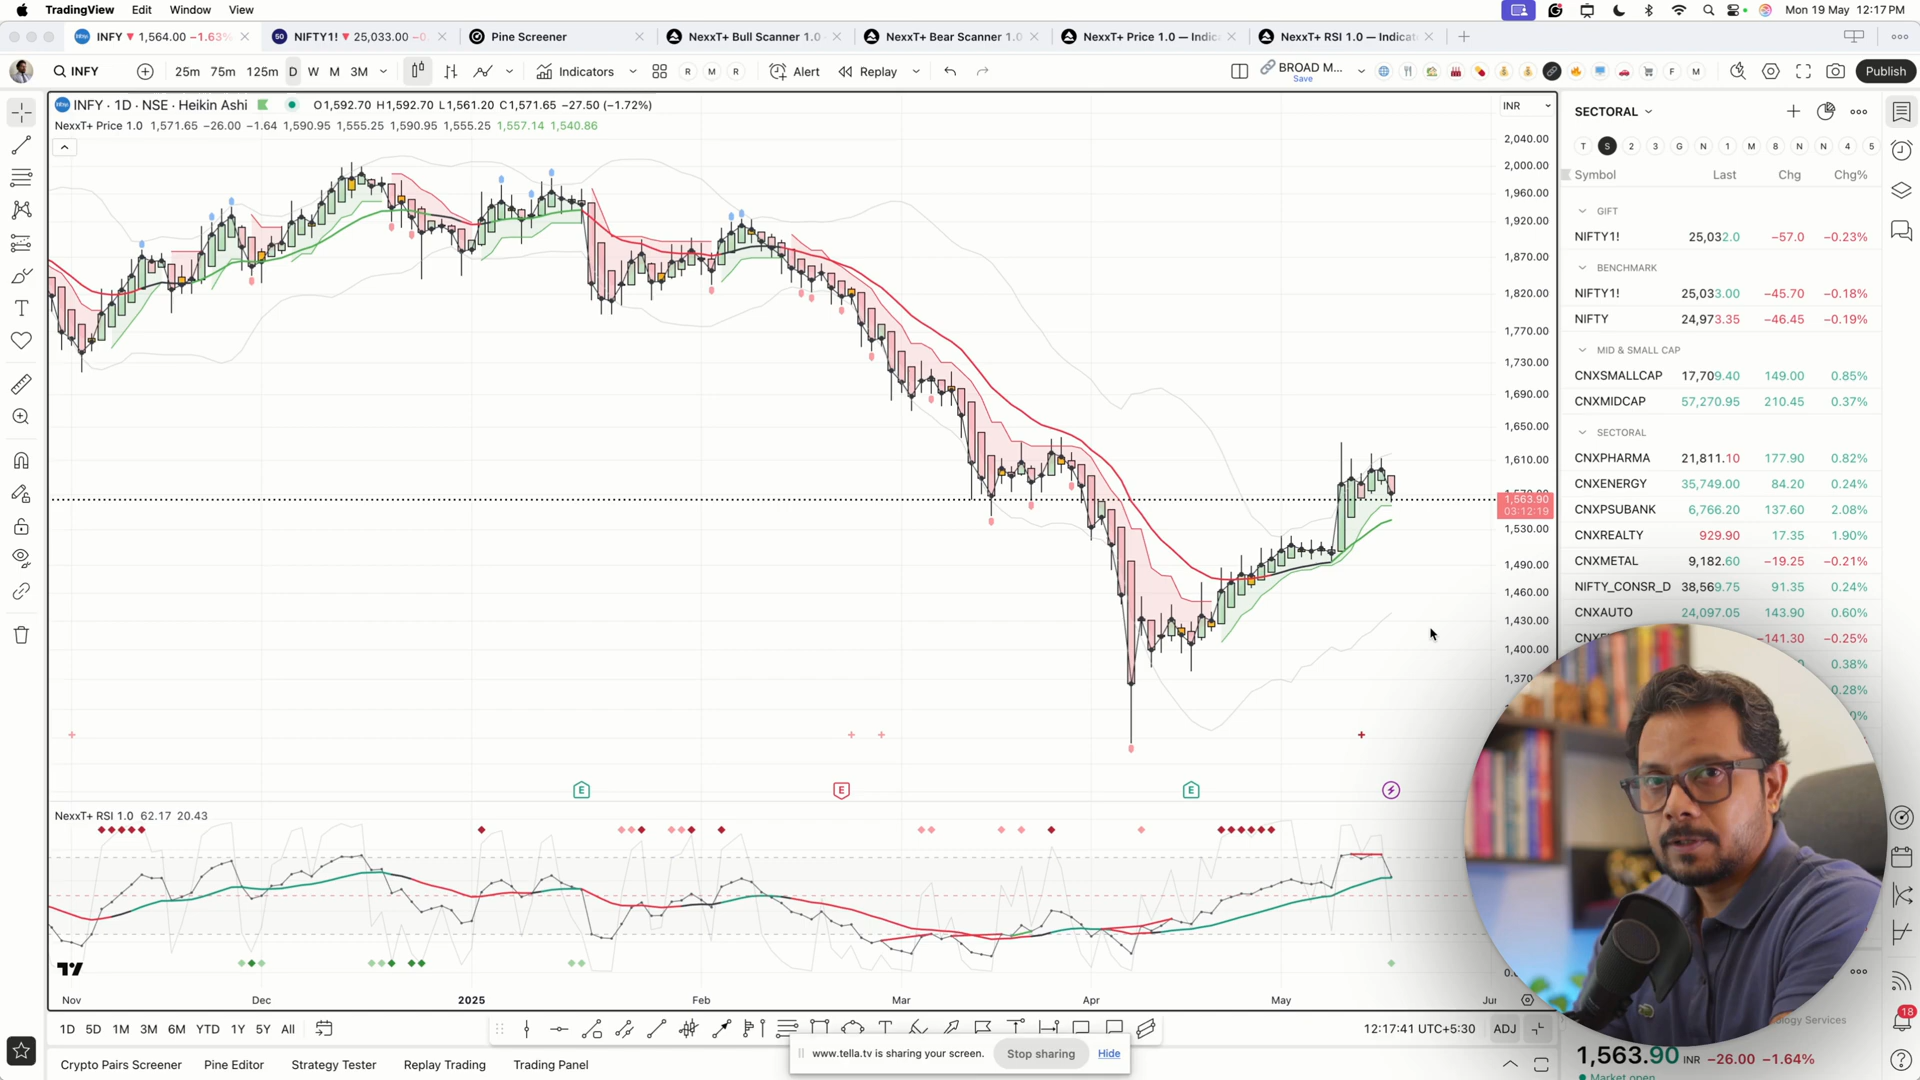 TradingView Edit Window View
Mon 19 May 12:17 PM
INFY ▼ 1,564.00 −1.63%
NIFTY1! ▼ 25,033.00
Pine Screener
NexxT+ Bull Scanner 1.0
NexxT+ Bear Scanner 1.0
NexxT+ Price 1.0 — Indic
NexxT+ RSI 1.0 — Indicat
INFY
25m 75m 125m D W M 3M
Indicators
R M R
Alert
Replay
BROAD M...
Save
F M
Publish
INFY · 1D · NSE · Heikin Ashi
O1,592.70 H1,592.70 L1,561.20 C1,571.65 −27.50 (−1.72%)
NexxT+ Price 1.0 1,571.65 −26.00 −1.64 1,590.95 1,555.25 1,590.95 1,555.25 1,557.14 1,540.86
INR
2,040.00
2,000.00
1,960.00
1,920.00
1,870.00
1,820.00
1,770.00
1,730.00
1,690.00
1,650.00
1,610.00
1,563.90
03:12:19
1,530.00
1,490.00
1,460.00
1,430.00
1,400.00
1,370
E E E
NexxT+ RSI 1.0 62.17 20.43
Nov Dec 2025 Feb Mar Apr May Jun
1D 5D 1M 3M 6M YTD 1Y 5Y All
12:17:41 UTC+5:30
ADJ
www.tella.tv is sharing your screen.
Stop sharing
Hide
Crypto Pairs Screener
Pine Editor
Strategy Tester
Replay Trading
Trading Panel
SECTORAL
T S 2 3 G N 1 M 8 N N 4 5
Symbol Last Chg Chg%
GIFT
NIFTY1! 25,032.0 −57.0 −0.23%
BENCHMARK
NIFTY1! 25,033.00 −45.70 −0.18%
NIFTY 24,973.35 −46.45 −0.19%
MID & SMALL CAP
CNXSMALLCAP 17,709.40 149.00 0.85%
CNXMIDCAP 57,270.95 210.45 0.37%
SECTORAL
CNXPHARMA 21,811.10 177.90 0.82%
CNXENERGY 35,749.00 84.20 0.24%
CNXPSUBANK 6,766.20 137.60 2.08%
CNXREALTY 929.90 17.35 1.90%
CNXMETAL 9,182.60 −19.25 −0.21%
NIFTY_CONSR_D 38,569.75 91.35 0.24%
CNXAUTO 24,097.05 143.90 0.60%
−141.30 −0.25%
0.38%
0.28%
ology Services
1,563.90 INR −26.00 −1.64%
Market open
18